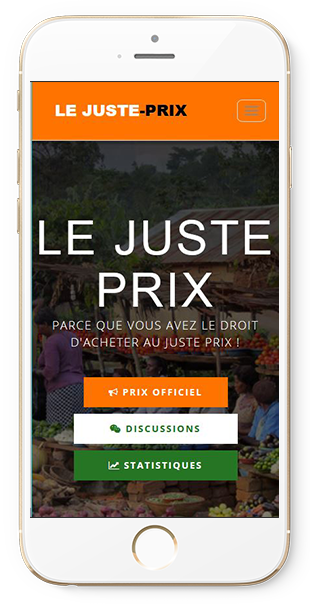 LE JUSTE-PRIX
LE JUSTE
PRIX
PARCE QUE VOUS AVEZ LE DROIT
D'ACHETER AU JUSTE PRIX !
PRIX OFFICIEL
DISCUSSIONS
STATISTIQUES